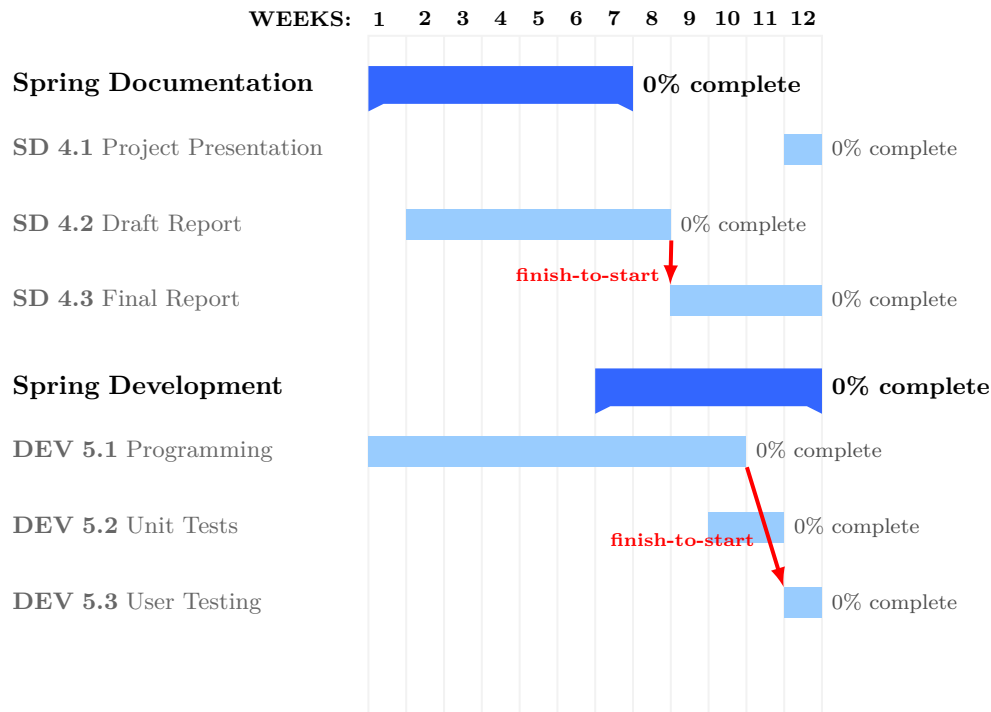 WEEKS: 1 2 3 4 5 6 7 8 9 10 11 12
Spring Documentation 0% complete
SD 4.1 Project Presentation 0% complete
SD 4.2 Draft Report 0% complete
finish-to-start
SD 4.3 Final Report 0% complete
Spring Development 0% complete
DEV 5.1 Programming 0% complete
DEV 5.2 Unit Tests 0% complete
finish-to-start
DEV 5.3 User Testing 0% complete